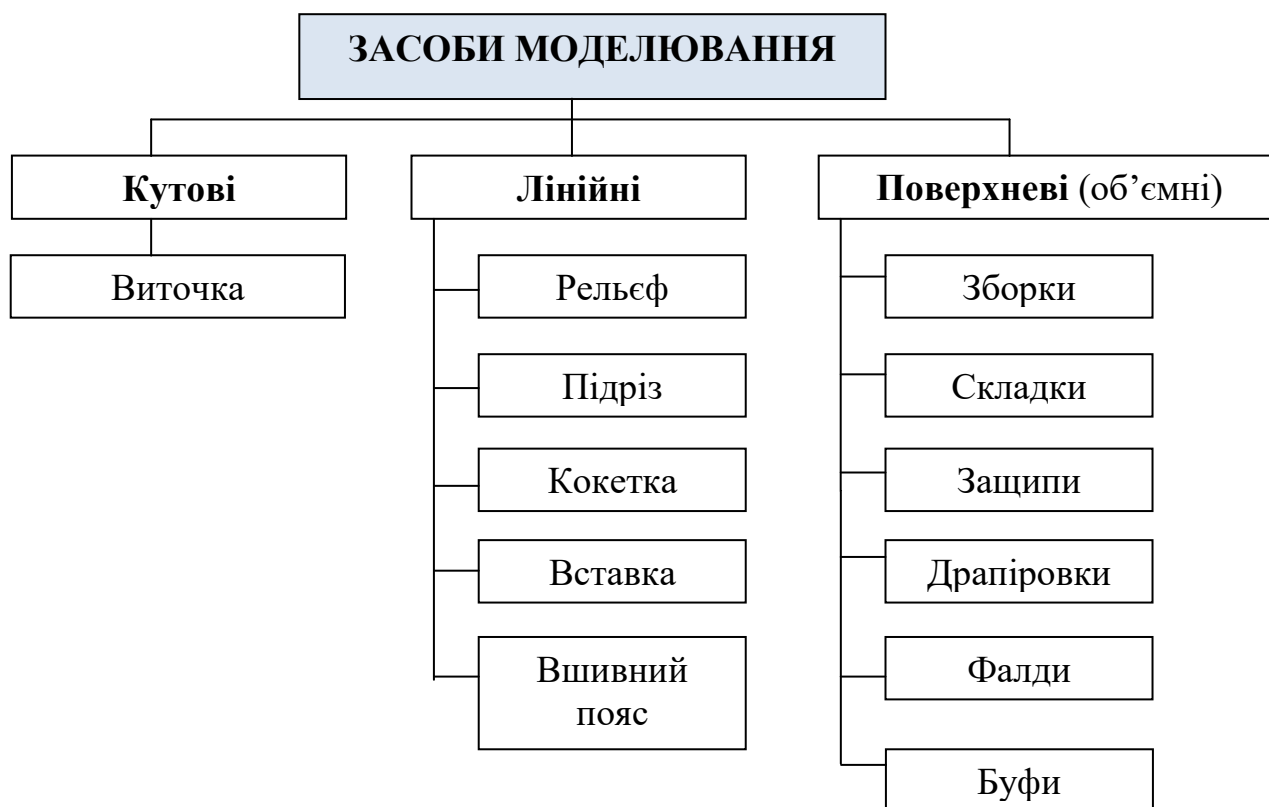 ЗАСОБИ МОДЕЛЮВАННЯ
Кутові
Виточка
Лінійні
Рельєф
Підріз
Кокетка
Вставка
Вшивний
пояс
Поверхневі (об’ємні)
Зборки
Складки
Защипи
Драпіровки
Фалди
Буфи